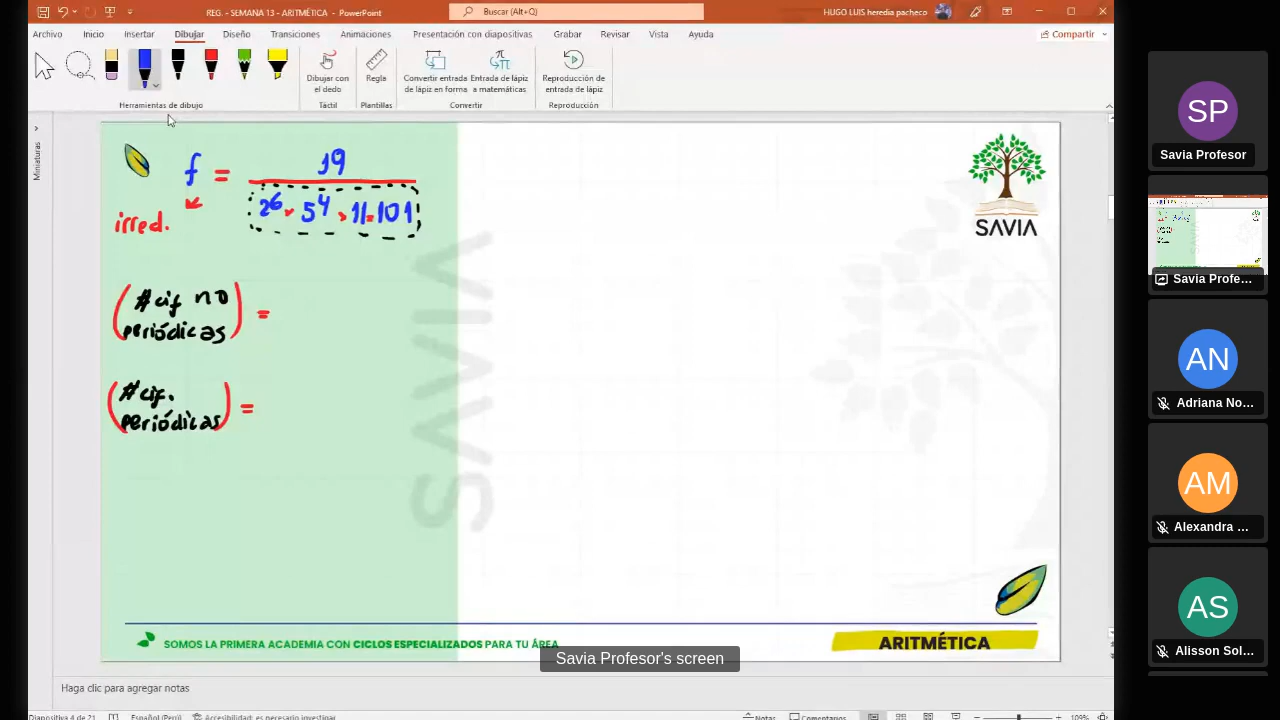 REG. - SEMANA 13 - ARITMÉTICA - PowerPoint
Buscar (Alt+Q)
HUGO LUIS heredia pacheco
Archivo Inicio Insertar Dibujar Diseño Transiciones Animaciones Presentación con diapositivas Grabar Revisar Vista Ayuda
Compartir
Dibujar con el dedo
Regla
Convertir entrada de lápiz en forma
Entrada de lápiz a matemáticas
Reproducción de entrada de lápiz
Herramientas de dibujo
Táctil
Plantillas
Convertir
Reproducción
Miniaturas
f = 19
2⁶ × 5⁴ × 11 × 101
irred.
(#cif no
periódicas) =
(#cif.
periódicas) =
SAVIA
SAVIA
SOMOS LA PRIMERA ACADEMIA CON CICLOS ESPECIALIZADOS PARA TU ÁREA
ARITMÉTICA
Savia Profesor's screen
Haga clic para agregar notas
Diapositiva 4 de 21
Español (Perú)
Accesibilidad: es necesario investigar
Notas
Comentarios
109%
SP
Savia Profesor
Savia Profe...
AN
Adriana No...
AM
Alexandra ...
AS
Alisson Sol...